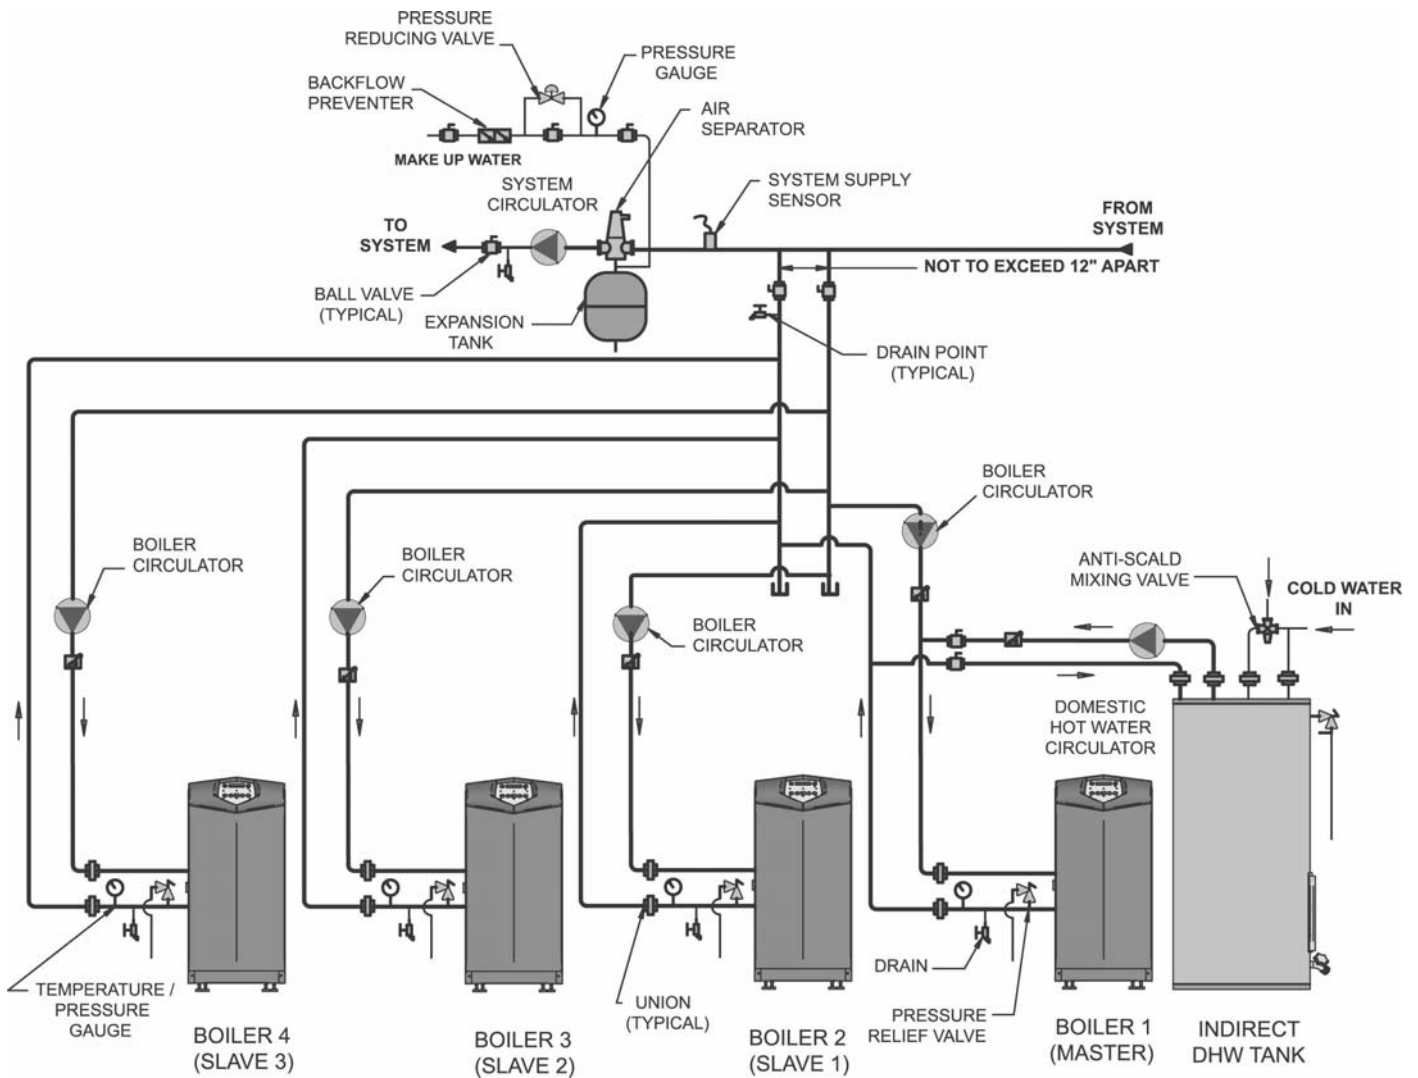 PRESSURE
REDUCING VALVE
PRESSURE
GAUGE
BACKFLOW
PREVENTER
AIR
SEPARATOR
MAKE UP WATER
SYSTEM
CIRCULATOR
SYSTEM SUPPLY
SENSOR
TO
SYSTEM
FROM
SYSTEM
NOT TO EXCEED 12" APART
BALL VALVE
(TYPICAL)
EXPANSION
TANK
DRAIN POINT
(TYPICAL)
BOILER
CIRCULATOR
BOILER
CIRCULATOR
BOILER
CIRCULATOR
BOILER
CIRCULATOR
ANTI-SCALD
MIXING VALVE
COLD WATER
IN
DOMESTIC
HOT WATER
CIRCULATOR
TEMPERATURE /
PRESSURE
GAUGE
UNION
(TYPICAL)
DRAIN
PRESSURE
RELIEF VALVE
BOILER 4
(SLAVE 3)
BOILER 3
(SLAVE 2)
BOILER 2
(SLAVE 1)
BOILER 1
(MASTER)
INDIRECT
DHW TANK